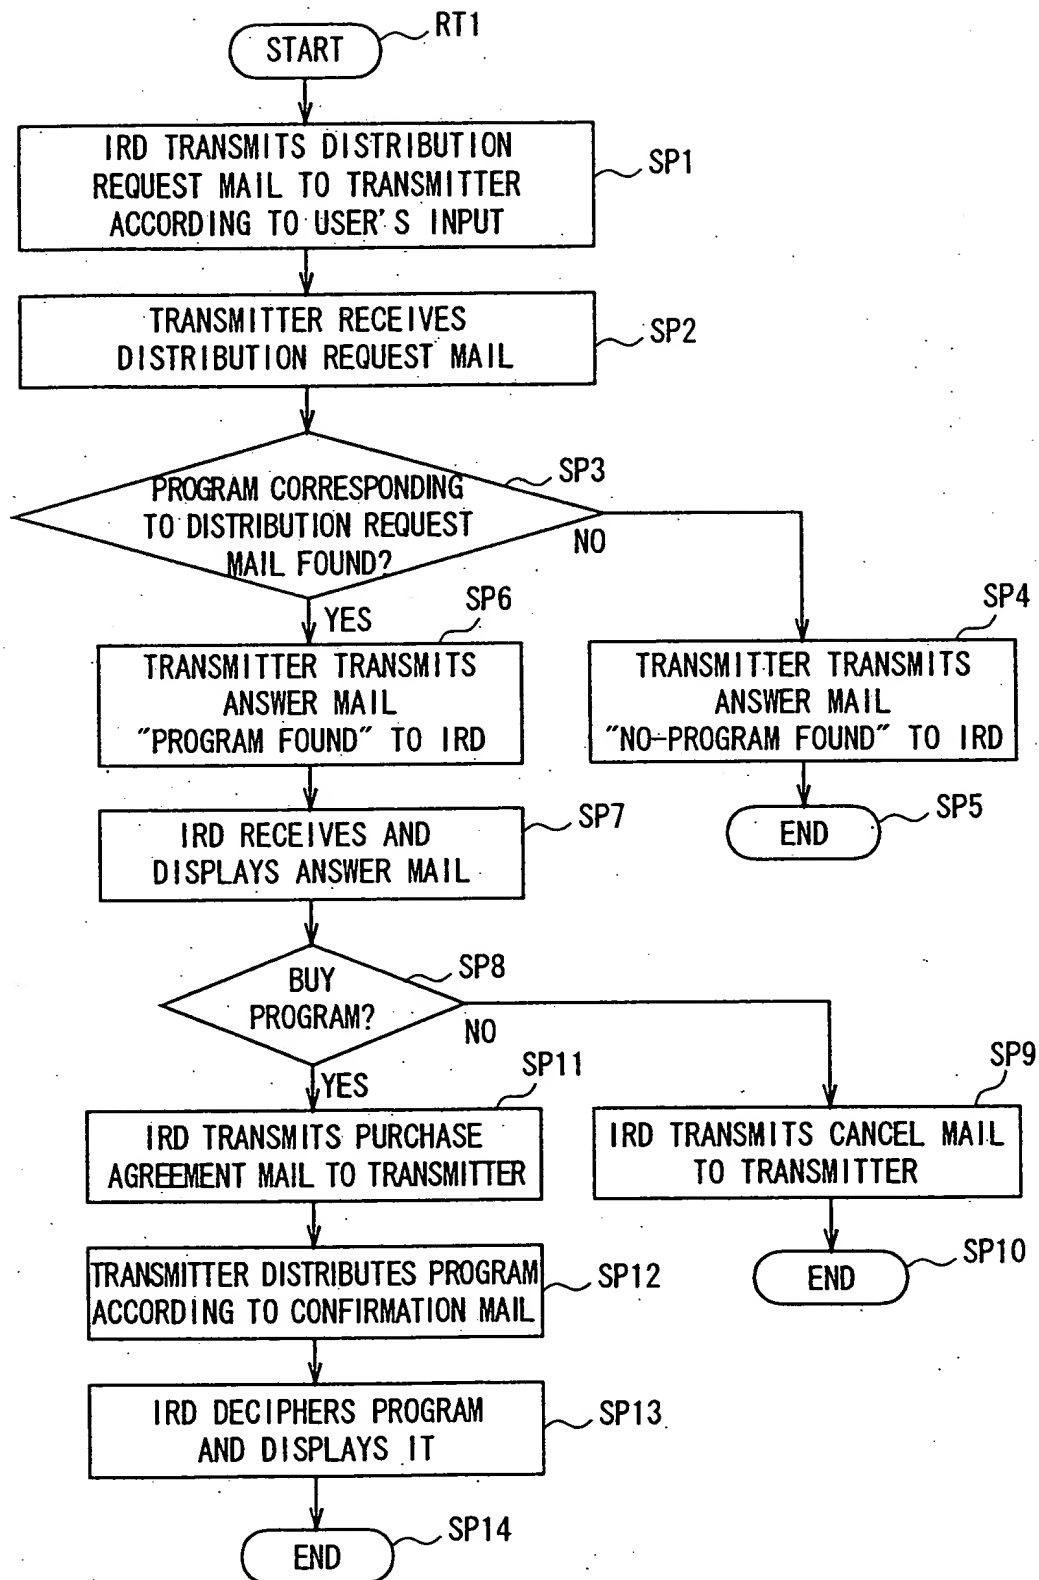 START
RT1
IRD TRANSMITS DISTRIBUTION
REQUEST MAIL TO TRANSMITTER
ACCORDING TO USER'S INPUT
SP1
TRANSMITTER RECEIVES
DISTRIBUTION REQUEST MAIL
SP2
PROGRAM CORRESPONDING
TO DISTRIBUTION REQUEST
MAIL FOUND?
SP3
NO
YES
SP6
TRANSMITTER TRANSMITS
ANSWER MAIL
"PROGRAM FOUND" TO IRD
SP4
TRANSMITTER TRANSMITS
ANSWER MAIL
"NO-PROGRAM FOUND" TO IRD
IRD RECEIVES AND
DISPLAYS ANSWER MAIL
SP7
END
SP5
BUY
PROGRAM?
SP8
NO
YES
SP11
IRD TRANSMITS PURCHASE
AGREEMENT MAIL TO TRANSMITTER
SP9
IRD TRANSMITS CANCEL MAIL
TO TRANSMITTER
TRANSMITTER DISTRIBUTES PROGRAM
ACCORDING TO CONFIRMATION MAIL
SP12
END
SP10
IRD DECIPHERS PROGRAM
AND DISPLAYS IT
SP13
END
SP14